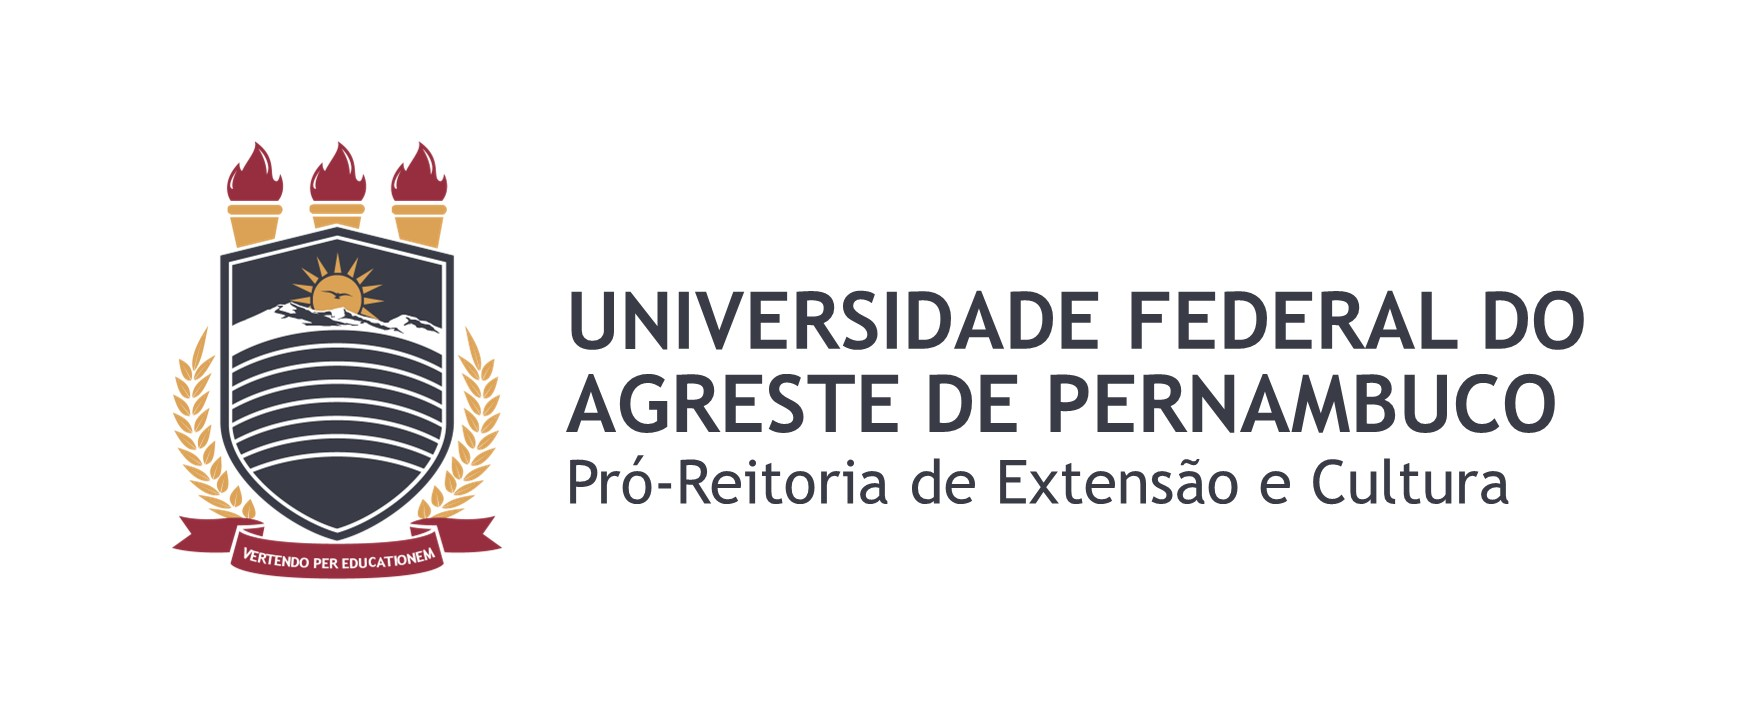 UNIVERSIDADE FEDERAL DO
AGRESTE DE PERNAMBUCO
Pró-Reitoria de Extensão e Cultura
VERTENDO PER EDUCATIONEM